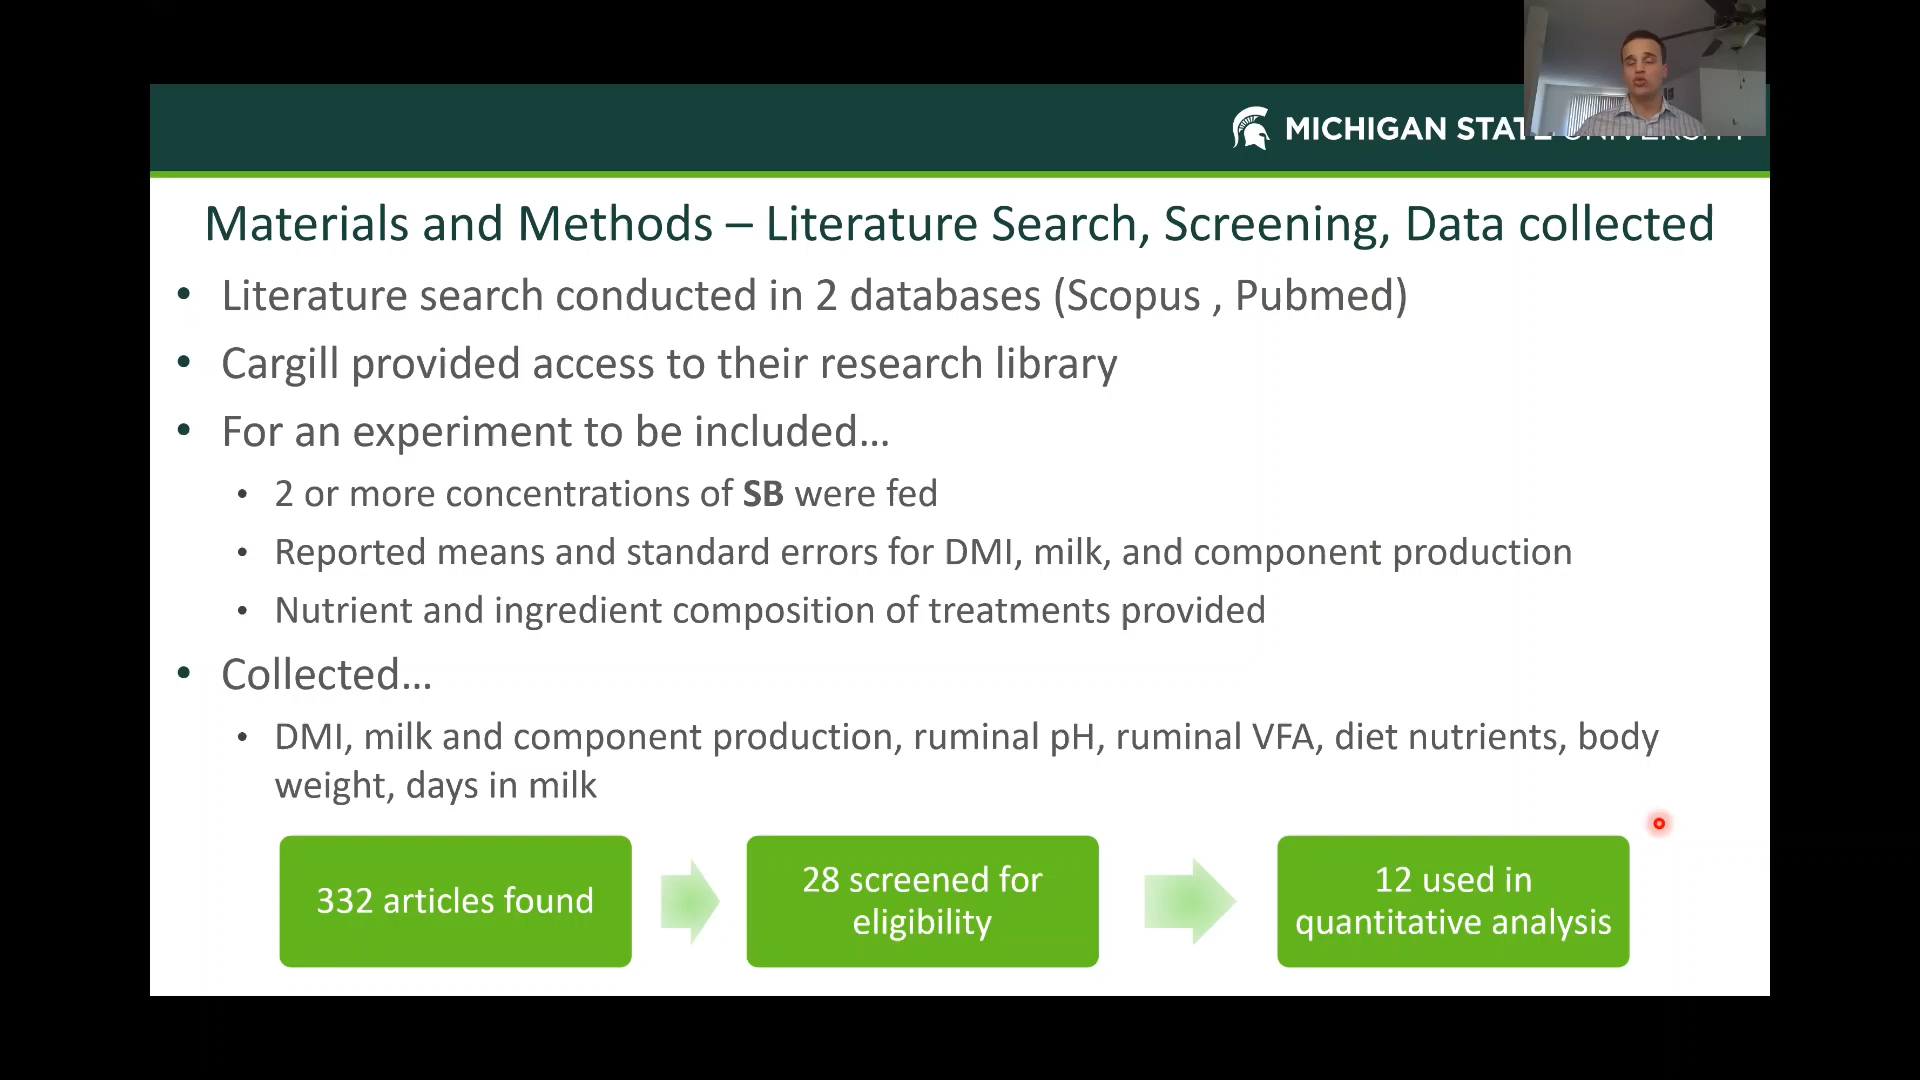 MICHIGAN STATE UNIVERSITY
Materials and Methods – Literature Search, Screening, Data collected
• Literature search conducted in 2 databases (Scopus , Pubmed)
• Cargill provided access to their research library
• For an experiment to be included...
• 2 or more concentrations of SB were fed
• Reported means and standard errors for DMI, milk, and component production
• Nutrient and ingredient composition of treatments provided
• Collected...
• DMI, milk and component production, ruminal pH, ruminal VFA, diet nutrients, body
weight, days in milk
332 articles found
28 screened for
eligibility
12 used in
quantitative analysis